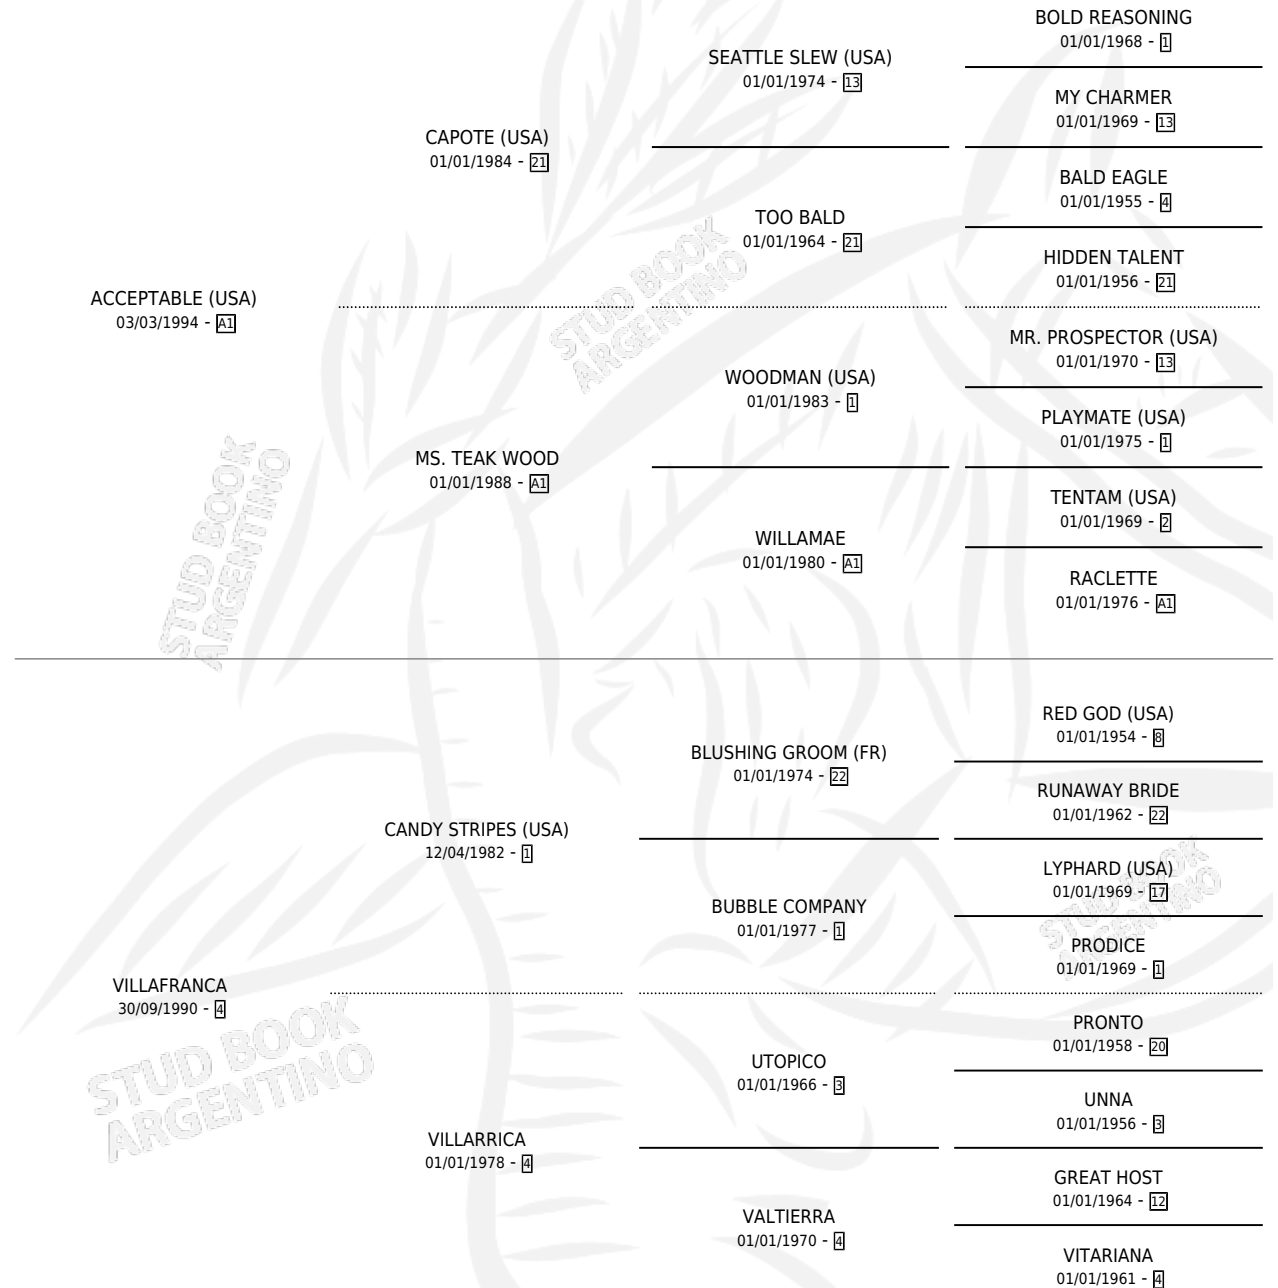 BOLD REASONING
01/01/1968 - 1
SEATTLE SLEW (USA)
01/01/1974 - 13
MY CHARMER
01/01/1969 - 13
CAPOTE (USA)
01/01/1984 - 21
BALD EAGLE
01/01/1955 - 4
TOO BALD
01/01/1964 - 21
HIDDEN TALENT
01/01/1956 - 21
ACCEPTABLE (USA)
03/03/1994 - A1
MR. PROSPECTOR (USA)
01/01/1970 - 13
WOODMAN (USA)
01/01/1983 - 1
PLAYMATE (USA)
01/01/1975 - 1
MS. TEAK WOOD
01/01/1988 - A1
TENTAM (USA)
01/01/1969 - 2
WILLAMAE
01/01/1980 - A1
RACLETTE
01/01/1976 - A1
RED GOD (USA)
01/01/1954 - 8
BLUSHING GROOM (FR)
01/01/1974 - 22
RUNAWAY BRIDE
01/01/1962 - 22
CANDY STRIPES (USA)
12/04/1982 - 1
LYPHARD (USA)
01/01/1969 - 17
BUBBLE COMPANY
01/01/1977 - 1
PRODICE
01/01/1969 - 1
VILLAFRANCA
30/09/1990 - 4
PRONTO
01/01/1958 - 20
UTOPICO
01/01/1966 - 3
UNNA
01/01/1956 - 3
VILLARRICA
01/01/1978 - 4
GREAT HOST
01/01/1964 - 12
VALTIERRA
01/01/1970 - 4
VITARIANA
01/01/1961 - 4
STUD BOOK
ARGENTINO
STUD BOOK
ARGENTINO
STUD BOOK
ARGENTINO
STUD BOOK
ARGENTINO